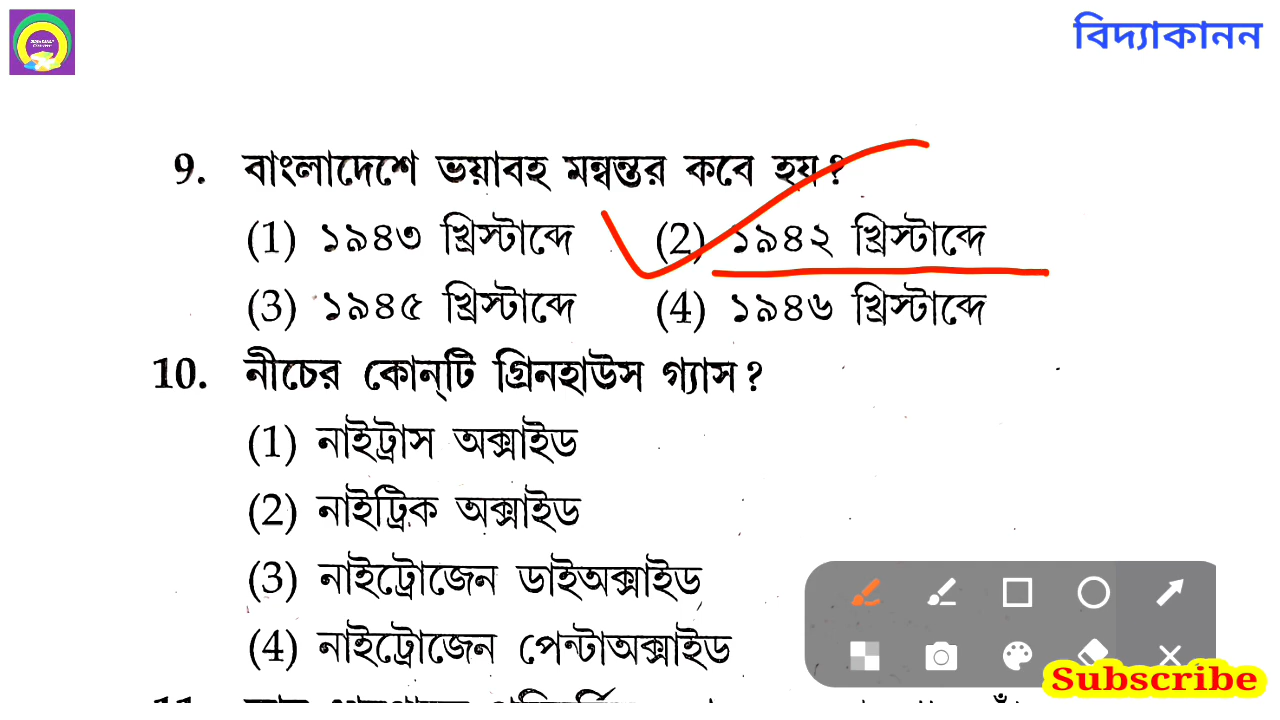 বিদ্যাকানন
9. বাংলাদেশে ভয়াবহ মন্বন্তর কবে হয়?
(1) ১৯৪৩ খ্রিস্টাব্দে (2) ১৯৪২ খ্রিস্টাব্দে
(3) ১৯৪৫ খ্রিস্টাব্দে (4) ১৯৪৬ খ্রিস্টাব্দে
10. নীচের কোন্‌টি গ্রিনহাউস গ্যাস?
(1) নাইট্রাস অক্সাইড
(2) নাইট্রিক অক্সাইড
(3) নাইট্রোজেন ডাইঅক্সাইড
(4) নাইট্রোজেন পেন্টাঅক্সাইড
Subscribe